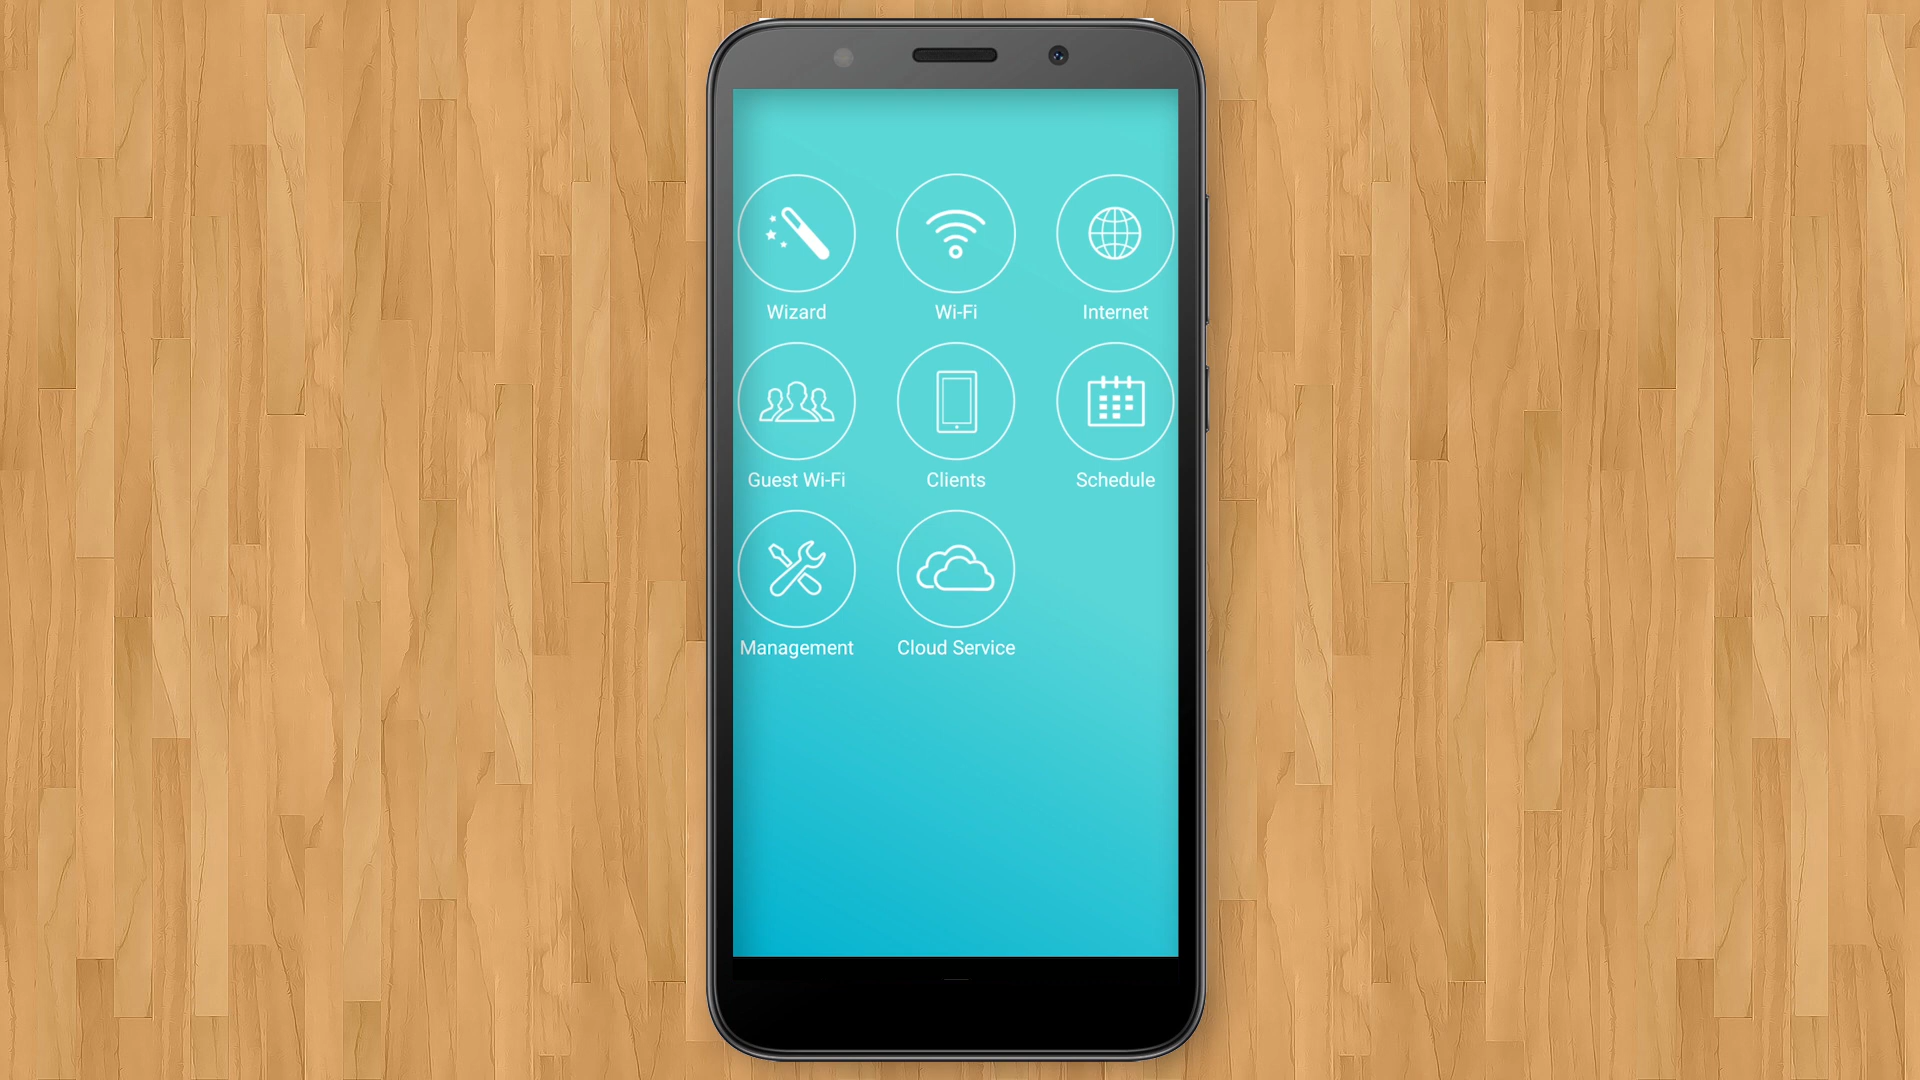 Wizard
Wi-Fi
Internet
Guest Wi-Fi
Clients
Schedule
Management
Cloud Service